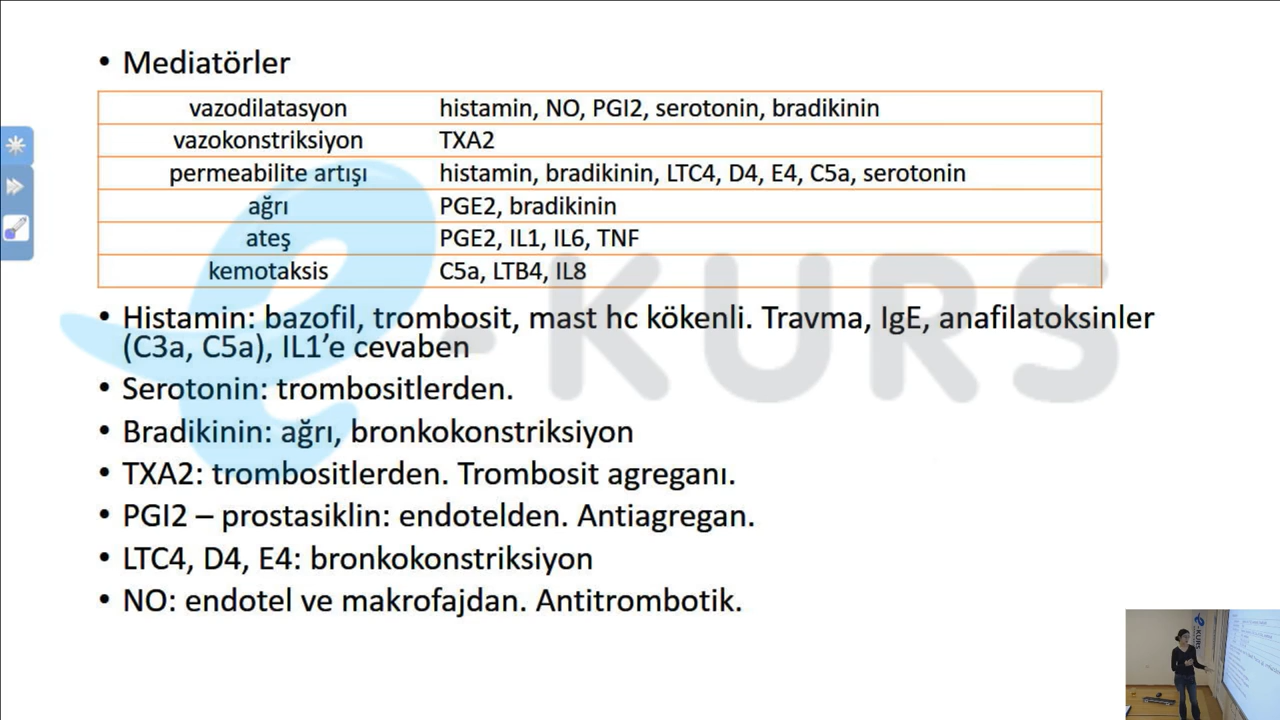 • Mediatörler
vazodilatasyon histamin, NO, PGI2, serotonin, bradikinin
vazokonstriksiyon TXA2
permeabilite artışı histamin, bradikinin, LTC4, D4, E4, C5a, serotonin
ağrı PGE2, bradikinin
ateş PGE2, IL1, IL6, TNF
kemotaksis C5a, LTB4, IL8
• Histamin: bazofil, trombosit, mast hc kökenli. Travma, IgE, anafilatoksinler
(C3a, C5a), IL1’e cevaben
• Serotonin: trombositlerden.
• Bradikinin: ağrı, bronkokonstriksiyon
• TXA2: trombositlerden. Trombosit agreganı.
• PGI2 – prostasiklin: endotelden. Antiagregan.
• LTC4, D4, E4: bronkokonstriksiyon
• NO: endotel ve makrofajdan. Antitrombotik.
e-KURS
e-KURS